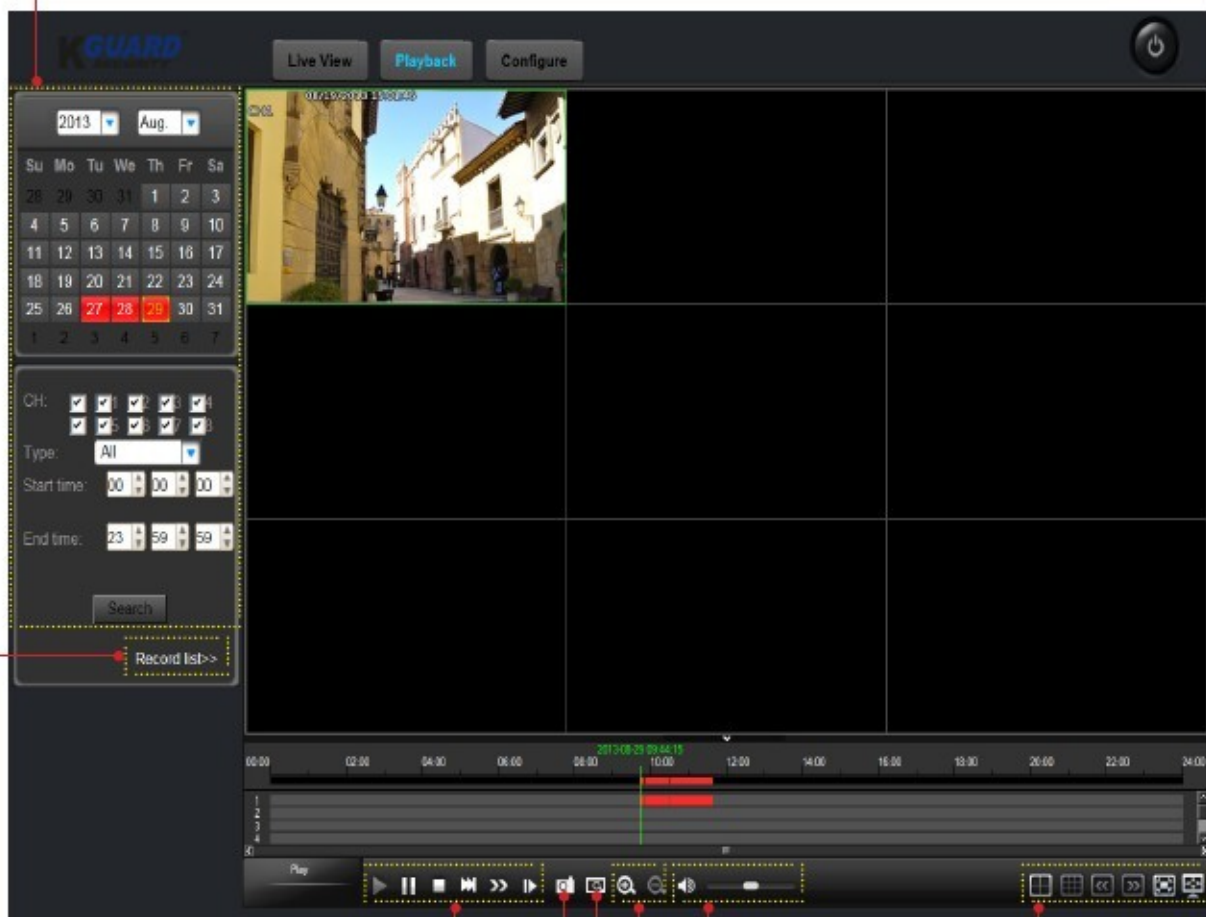 KGUARD
SECURITY
Live View Playback Configure
2013 Aug.
Su Mo Tu We Th Fr Sa
28 29 30 31 1 2 3
4 5 6 7 8 9 10
11 12 13 14 15 16 17
18 19 20 21 22 23 24
25 26 27 28 29 30 31
1 2 3 4 5 6 7
CH: 1 2 3 4
5 6 7 8
Type: All
Start time: 00 00 00
End time: 23 59 59
Search
Record list>>
CH01
2013-08-29 09:44:15
00:00 02:00 04:00 06:00 08:00 10:00 12:00 14:00 16:00 18:00 20:00 22:00 24:00
1
2
3
4
Play